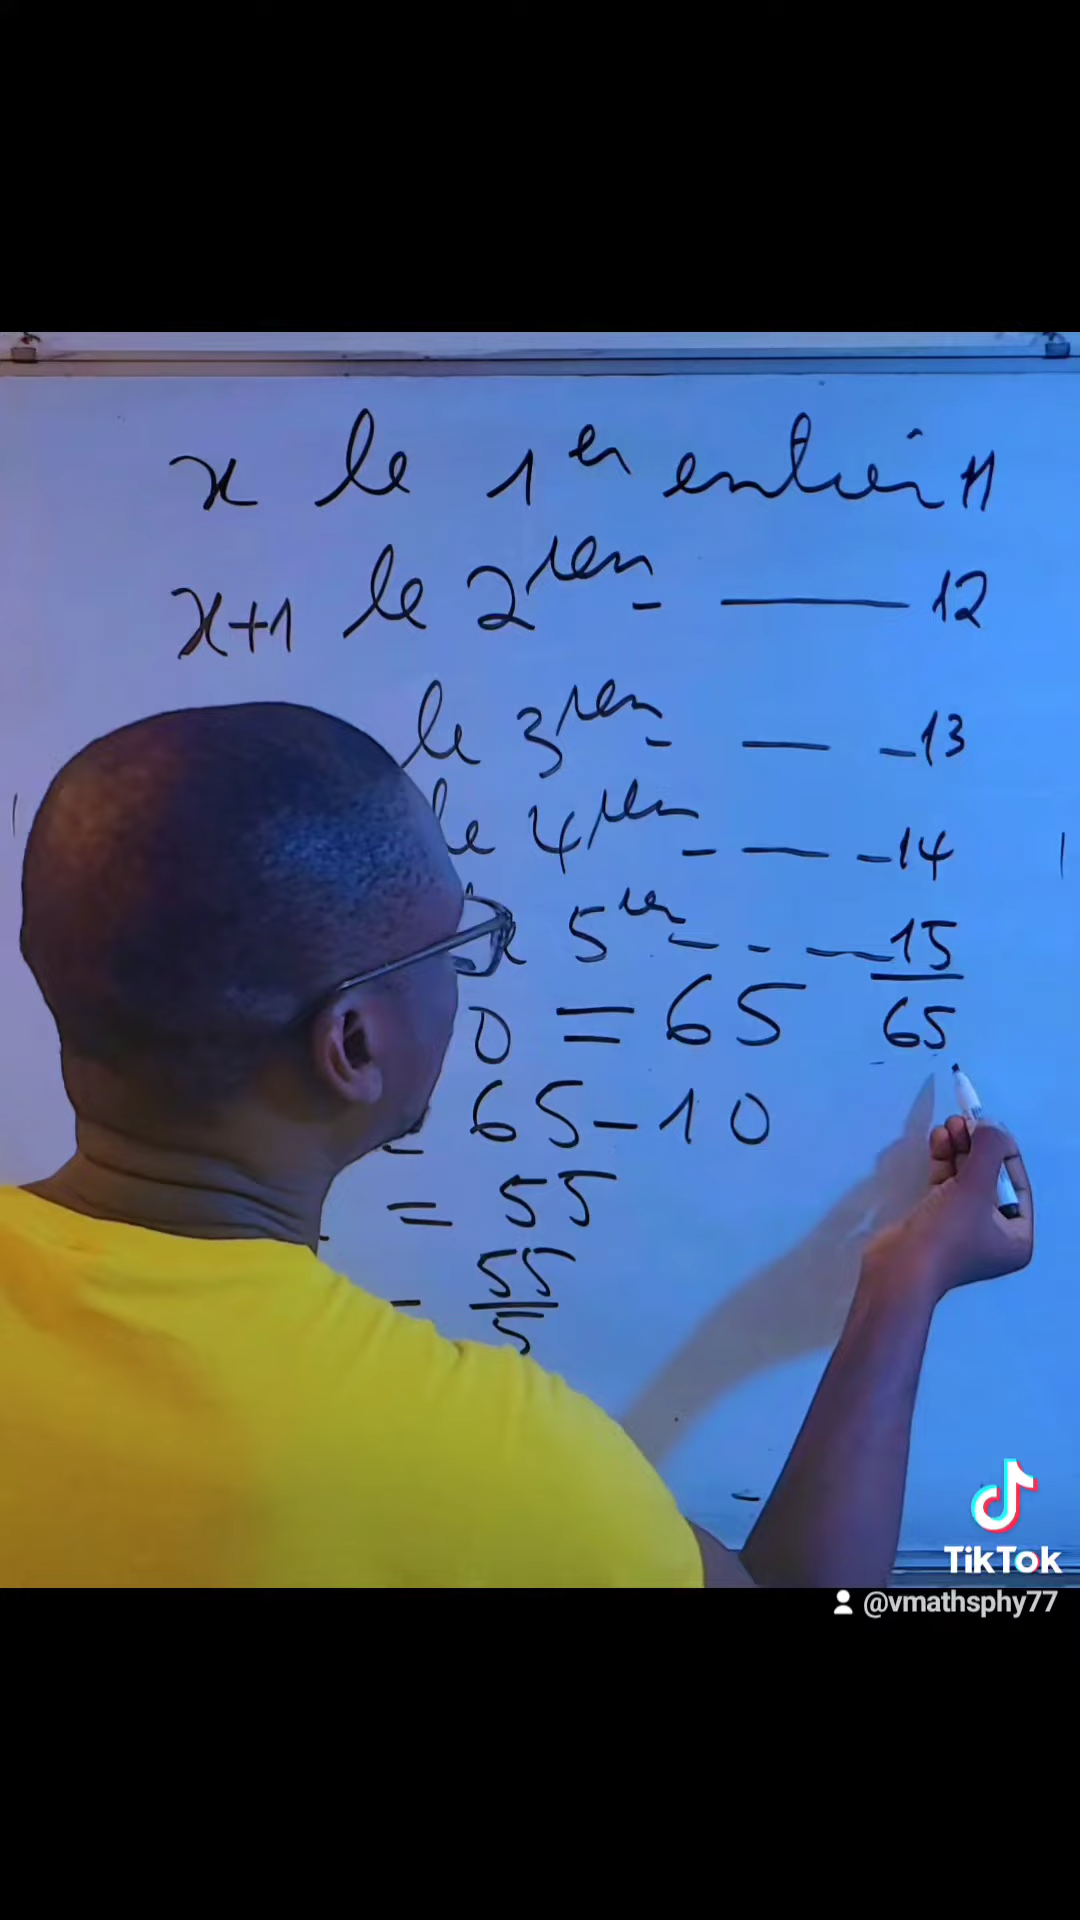 x le 1er entier 11
x+1 le 2ième - — 12
le 3ième - — - 13
le 4ième - — - 14
5ième - - — 15
0 = 65 65
65 - 10
= 55
= 55/5
TikTok
@vmathsphy77